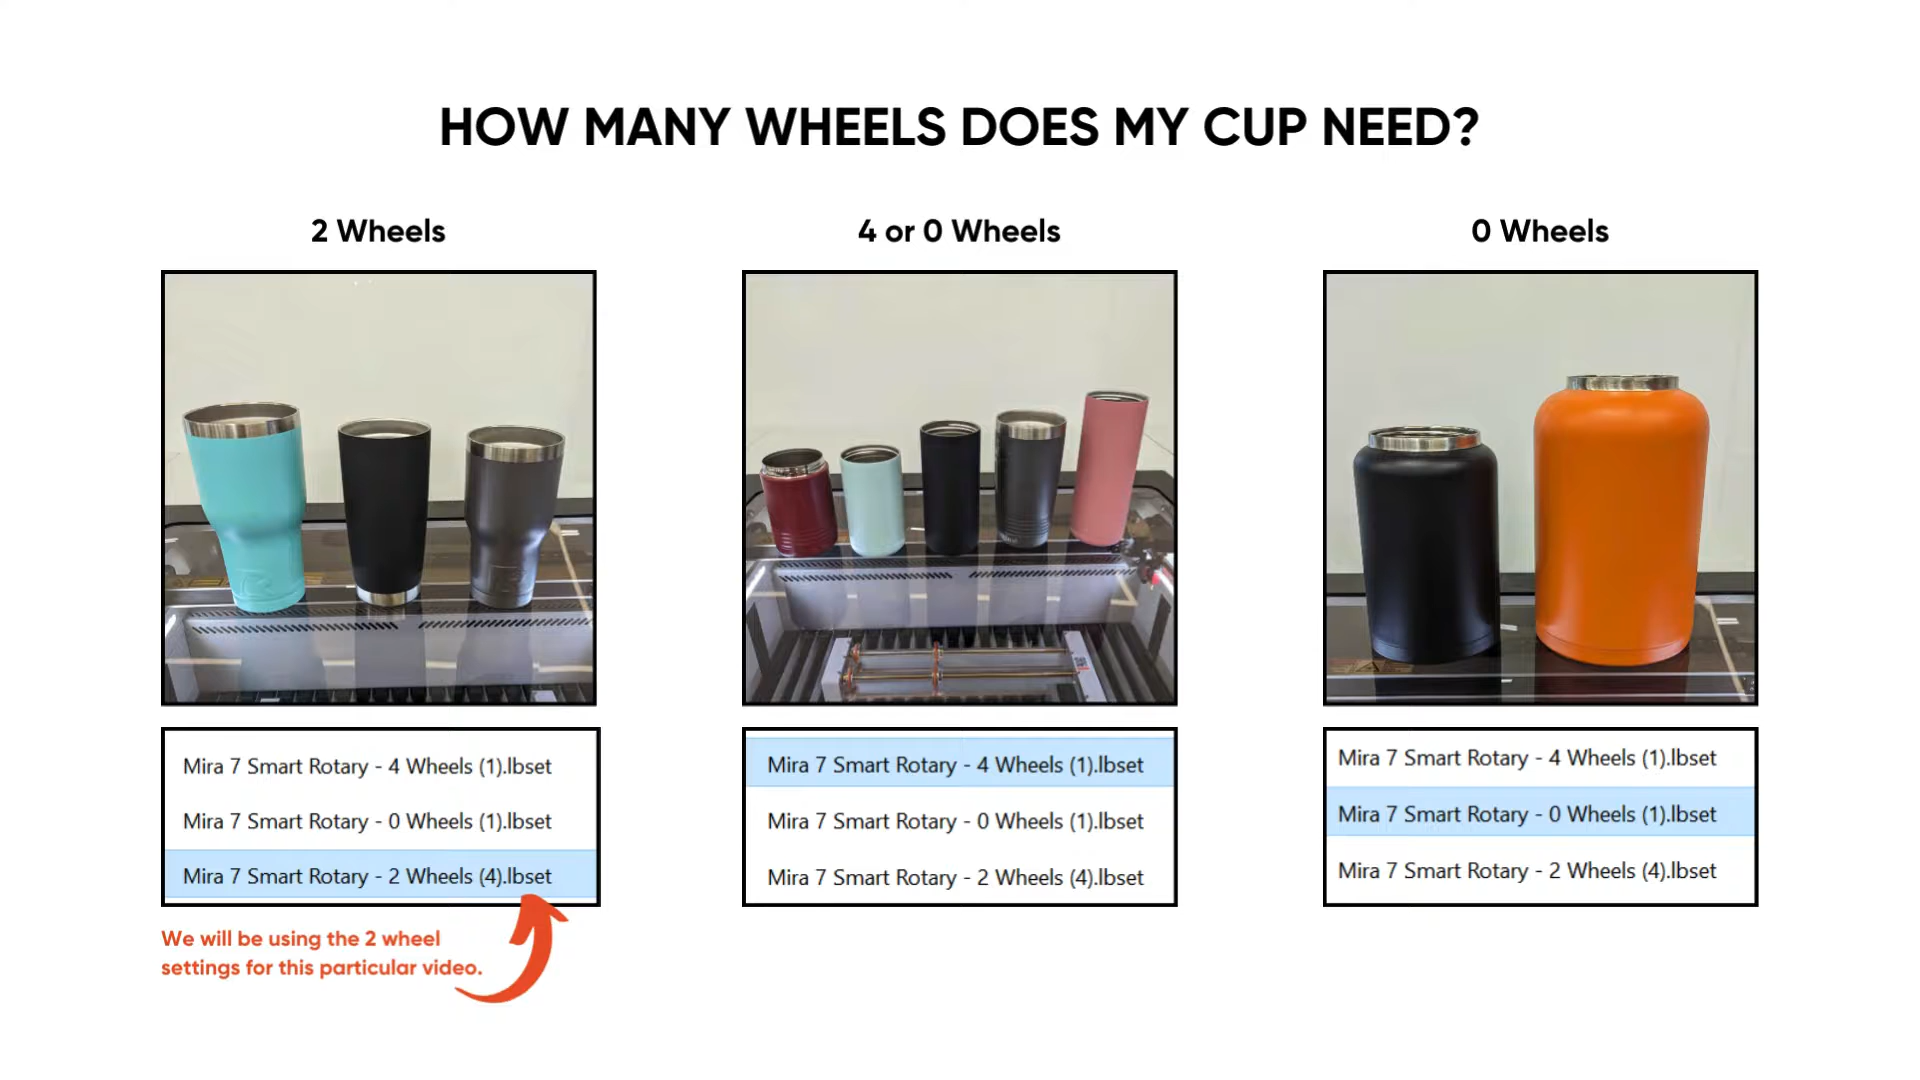 HOW MANY WHEELS DOES MY CUP NEED?
2 Wheels
Mira 7 Smart Rotary - 4 Wheels (1).lbset
Mira 7 Smart Rotary - 0 Wheels (1).lbset
Mira 7 Smart Rotary - 2 Wheels (4).lbset
We will be using the 2 wheel
settings for this particular video.
4 or 0 Wheels
Mira 7 Smart Rotary - 4 Wheels (1).lbset
Mira 7 Smart Rotary - 0 Wheels (1).lbset
Mira 7 Smart Rotary - 2 Wheels (4).lbset
0 Wheels
Mira 7 Smart Rotary - 4 Wheels (1).lbset
Mira 7 Smart Rotary - 0 Wheels (1).lbset
Mira 7 Smart Rotary - 2 Wheels (4).lbset